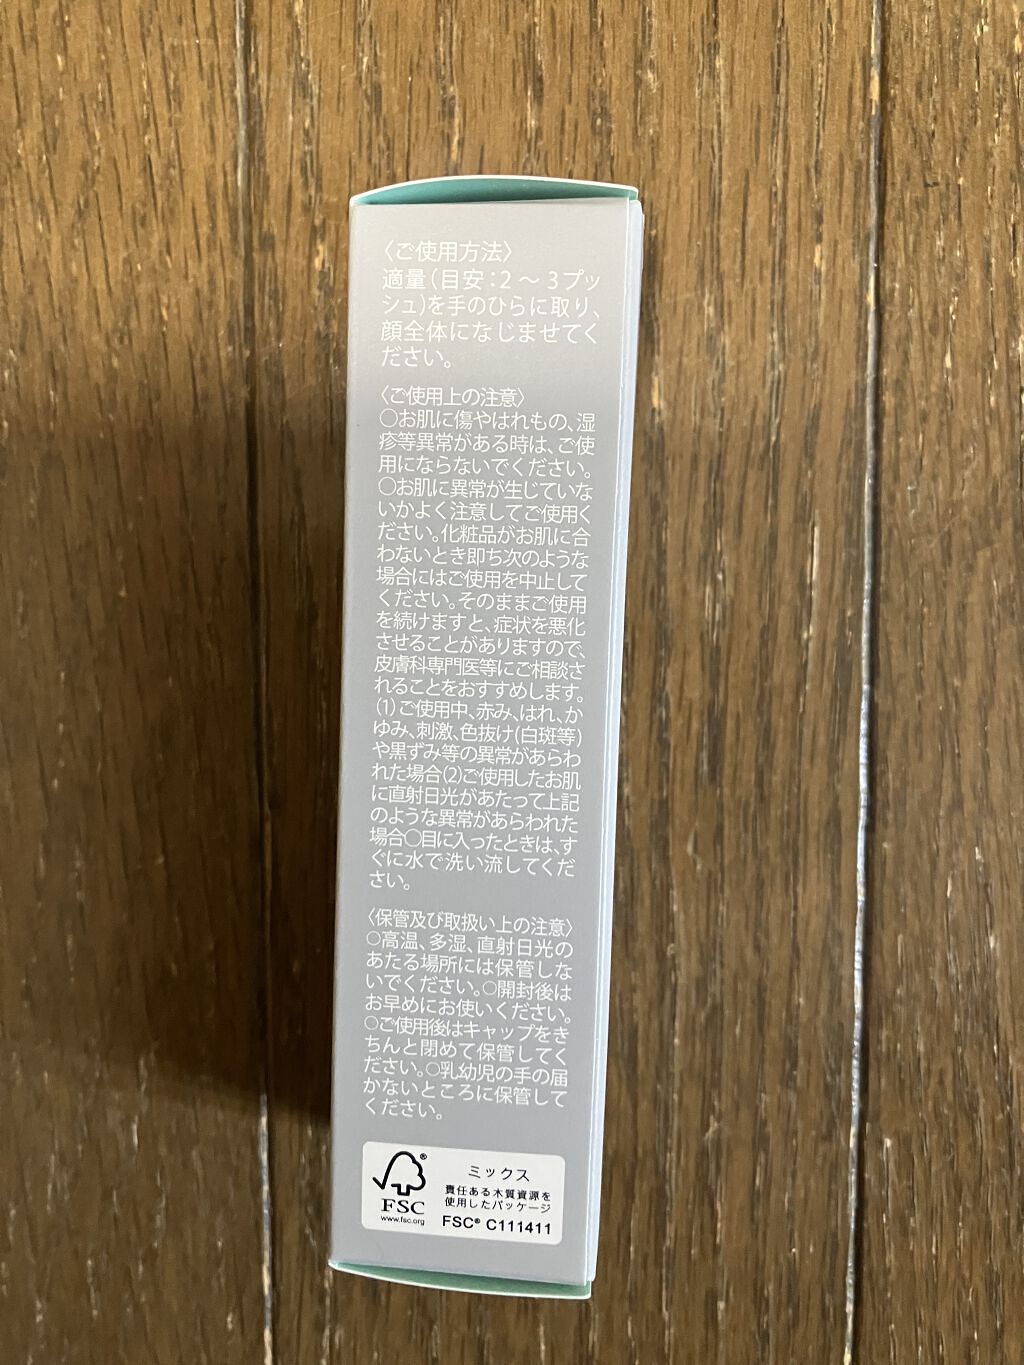 〈ご使用方法〉
適量(目安:2～3プッ
シュ)を手のひらに取り、
顔全体になじませてく
ださい。
〈ご使用上の注意〉
○お肌に傷やはれもの、湿
疹等異常がある時は、ご使
用にならないでください。
○お肌に異常が生じていな
いかよく注意してご使用く
ださい。化粧品がお肌に合
わないとき即ち次のような
場合にはご使用を中止して
ください。そのままご使用
を続けますと、症状を悪化
させることがありますので、
皮膚科専門医等にご相談さ
れることをおすすめします。
(1)ご使用中、赤み、はれ、か
ゆみ、刺激、色抜け(白斑等)
や黒ずみ等の異常があらわ
れた場合(2)ご使用したお肌
に直射日光があたって上記
のような異常があらわれた
場合○目に入ったときは、す
ぐに水で洗い流してくだ
さい。
〈保管及び取扱い上の注意〉
○高温、多湿、直射日光の
あたる場所には保管しな
いでください。○開封後は
お早めにお使いください。
○ご使用後はキャップをき
ちんと閉めて保管してく
ださい。○乳幼児の手の届
かないところに保管して
ください。
®
FSC
www.fsc.org
ミックス
責任ある木質資源を
使用したパッケージ
FSC® C111411